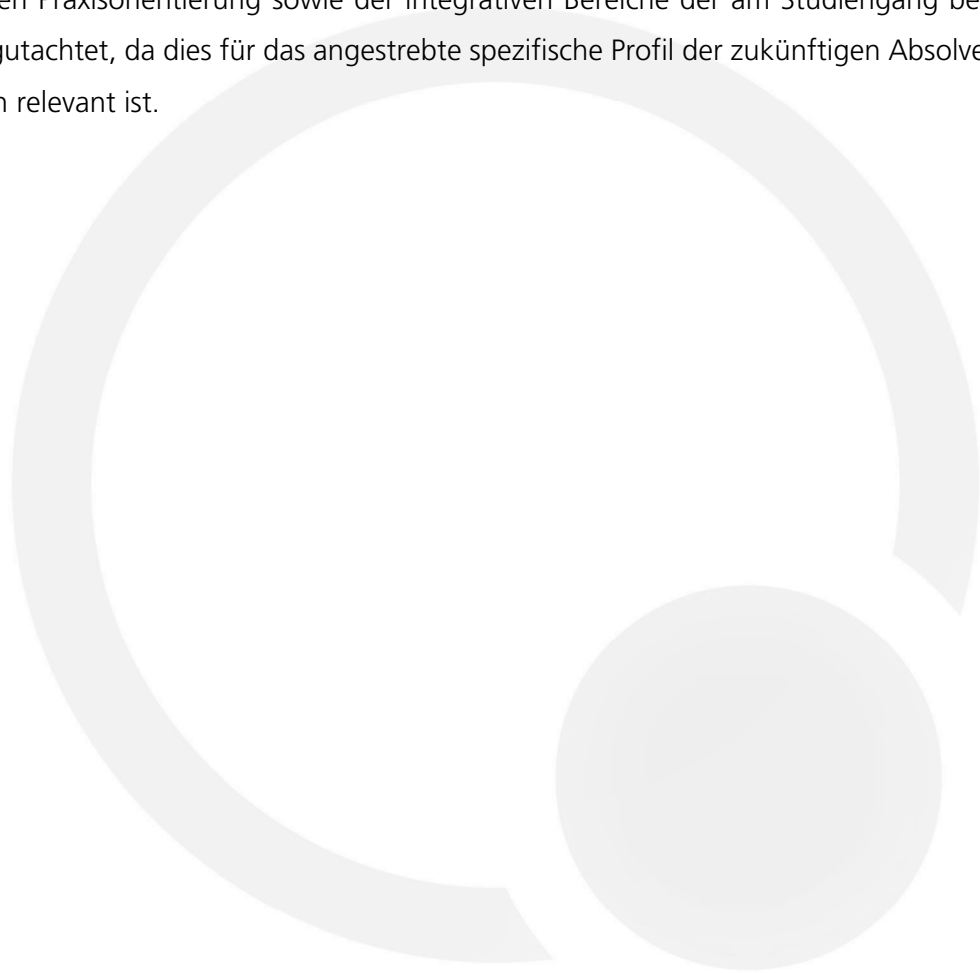 en Praxisorientierung sowie der integrativen Bereiche der am Studiengang be
gutachtet, da dies für das angestrebte spezifische Profil der zukünftigen Absolve
n relevant ist.